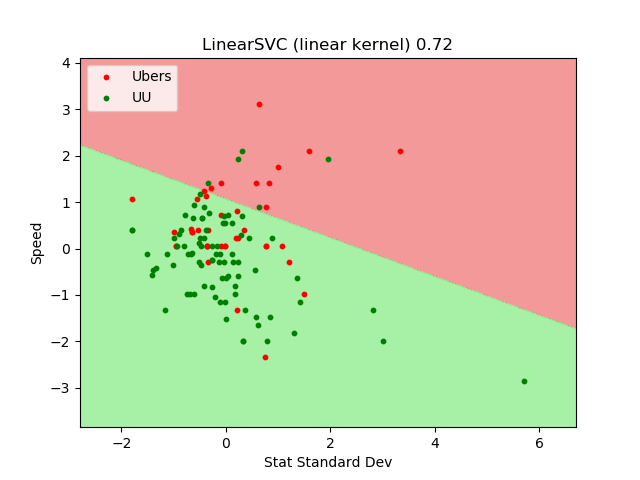 LinearSVC (linear kernel) 0.72
Ubers
UU
4
3
2
1
0
−1
−2
−3
Speed
−2
0
2
4
6
Stat Standard Dev